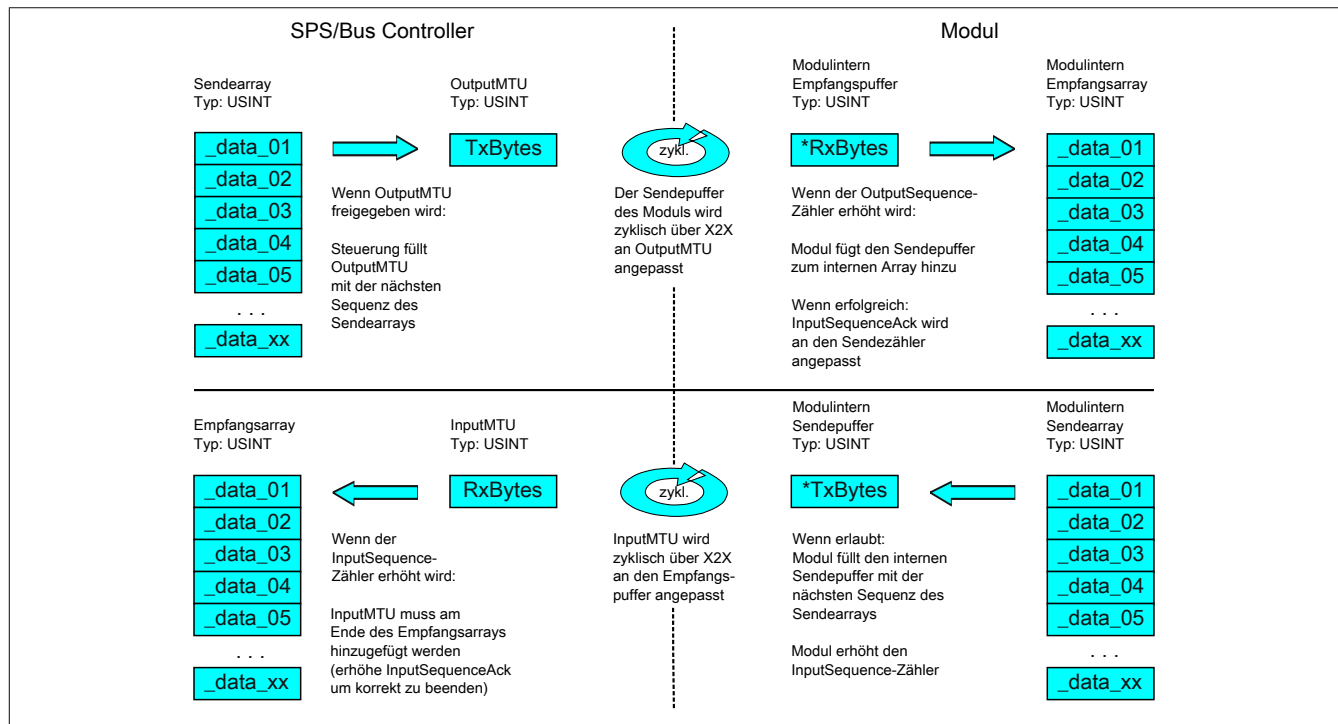 SPS/Bus Controller
Modul
Sendearray
Typ: USINT
_data_01
_data_02
_data_03
_data_04
_data_05
. . .
_data_xx
OutputMTU
Typ: USINT
TxBytes
Wenn OutputMTU
freigegeben wird:
Steuerung füllt
OutputMTU
mit der nächsten
Sequenz des
Sendearrays
zykl.
Der Sendepuffer
des Moduls wird
zyklisch über X2X
an OutputMTU
angepasst
Modulintern
Empfangspuffer
Typ: USINT
*RxBytes
Wenn der OutputSequence-
Zähler erhöht wird:
Modul fügt den Sendepuffer
zum internen Array hinzu
Wenn erfolgreich:
InputSequenceAck wird
an den Sendezähler
angepasst
Modulintern
Empfangsarray
Typ: USINT
_data_01
_data_02
_data_03
_data_04
_data_05
. . .
_data_xx
Empfangsarray
Typ: USINT
_data_01
_data_02
_data_03
_data_04
_data_05
. . .
_data_xx
InputMTU
Typ: USINT
RxBytes
Wenn der
InputSequence-
Zähler erhöht wird:
InputMTU muss am
Ende des Empfangsarrays
hinzugefügt werden
(erhöhe InputSequenceAck
um korrekt zu beenden)
zykl.
InputMTU wird
zyklisch über X2X
an den Empfangs-
puffer angepasst
Modulintern
Sendepuffer
Typ: USINT
*TxBytes
Wenn erlaubt:
Modul füllt den internen
Sendepuffer mit der
nächsten Sequenz des
Sendearrays
Modul erhöht den
InputSequence-Zähler
Modulintern
Sendearray
Typ: USINT
_data_01
_data_02
_data_03
_data_04
_data_05
. . .
_data_xx